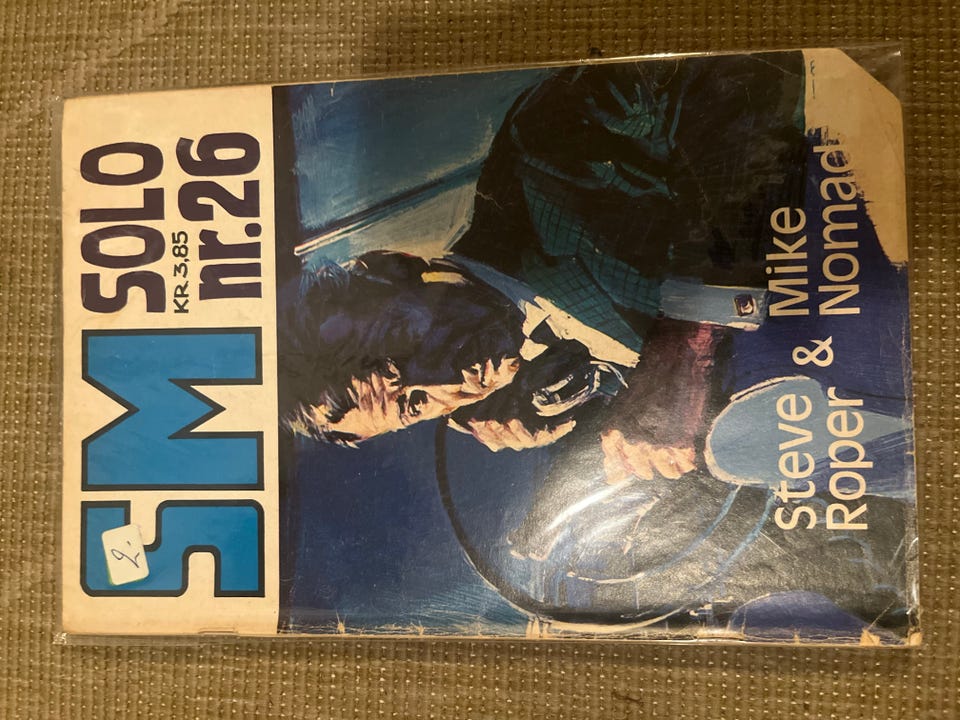 SM SOLO
KR. 3,85
nr.26
2.-
Steve & Mike
Roper Nomad